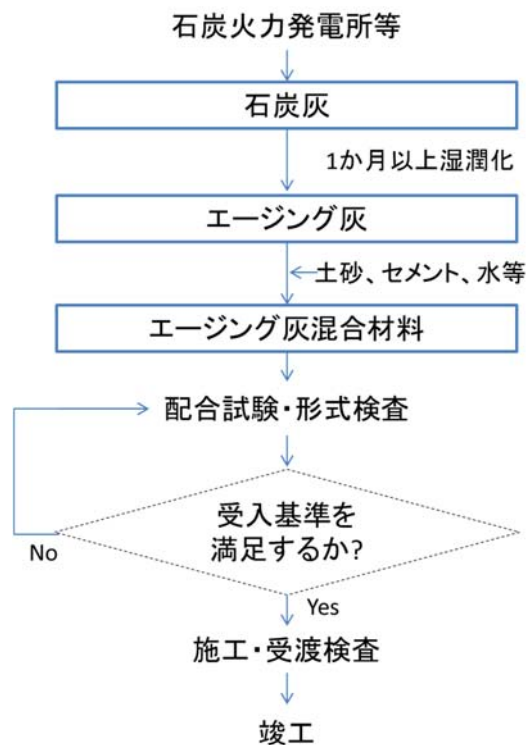 石炭火力発電所等
石炭灰
1か月以上湿潤化
エージング灰
土砂、セメント、水等
エージング灰混合材料
配合試験・形式検査
受入基準を
満足するか?
No
Yes
施工・受渡検査
竣工